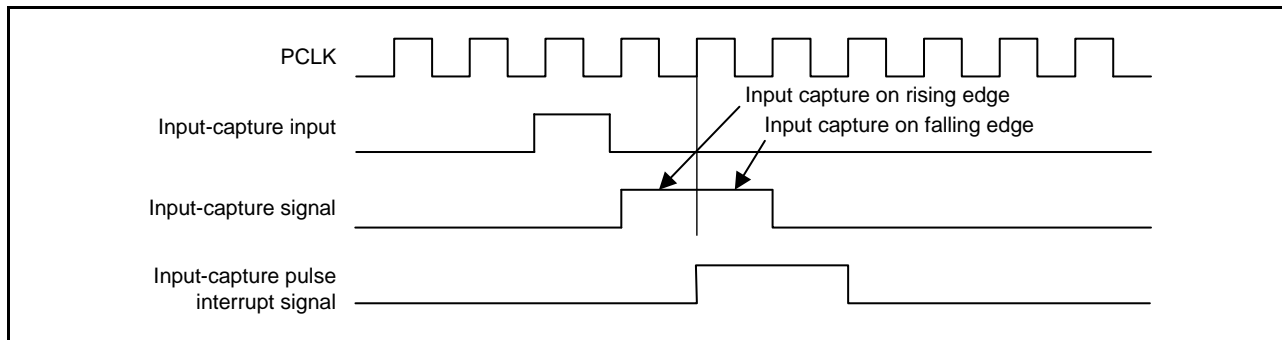 PCLK
Input capture on rising edge
Input-capture input
Input capture on falling edge
Input-capture signal
Input-capture pulse
interrupt signal